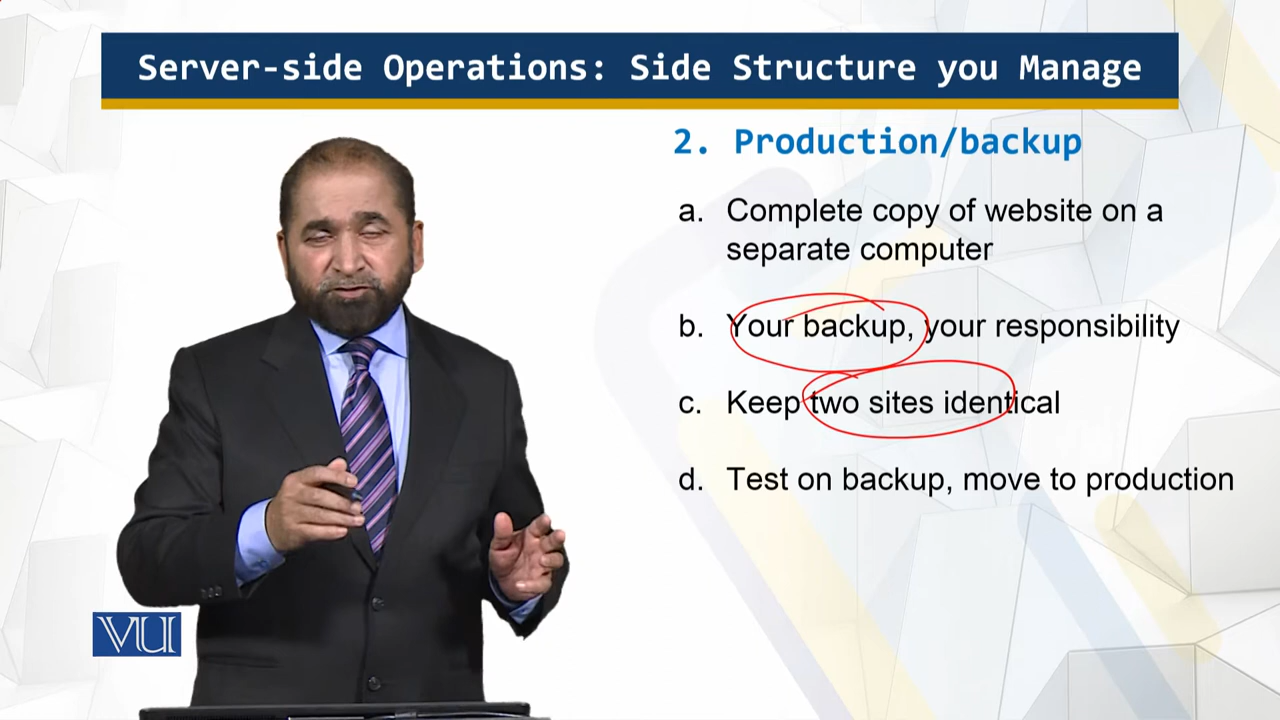 Server-side Operations: Side Structure you Manage
2. Production/backup
a. Complete copy of website on a
separate computer
b. Your backup, your responsibility
c. Keep two sites identical
d. Test on backup, move to production
VU